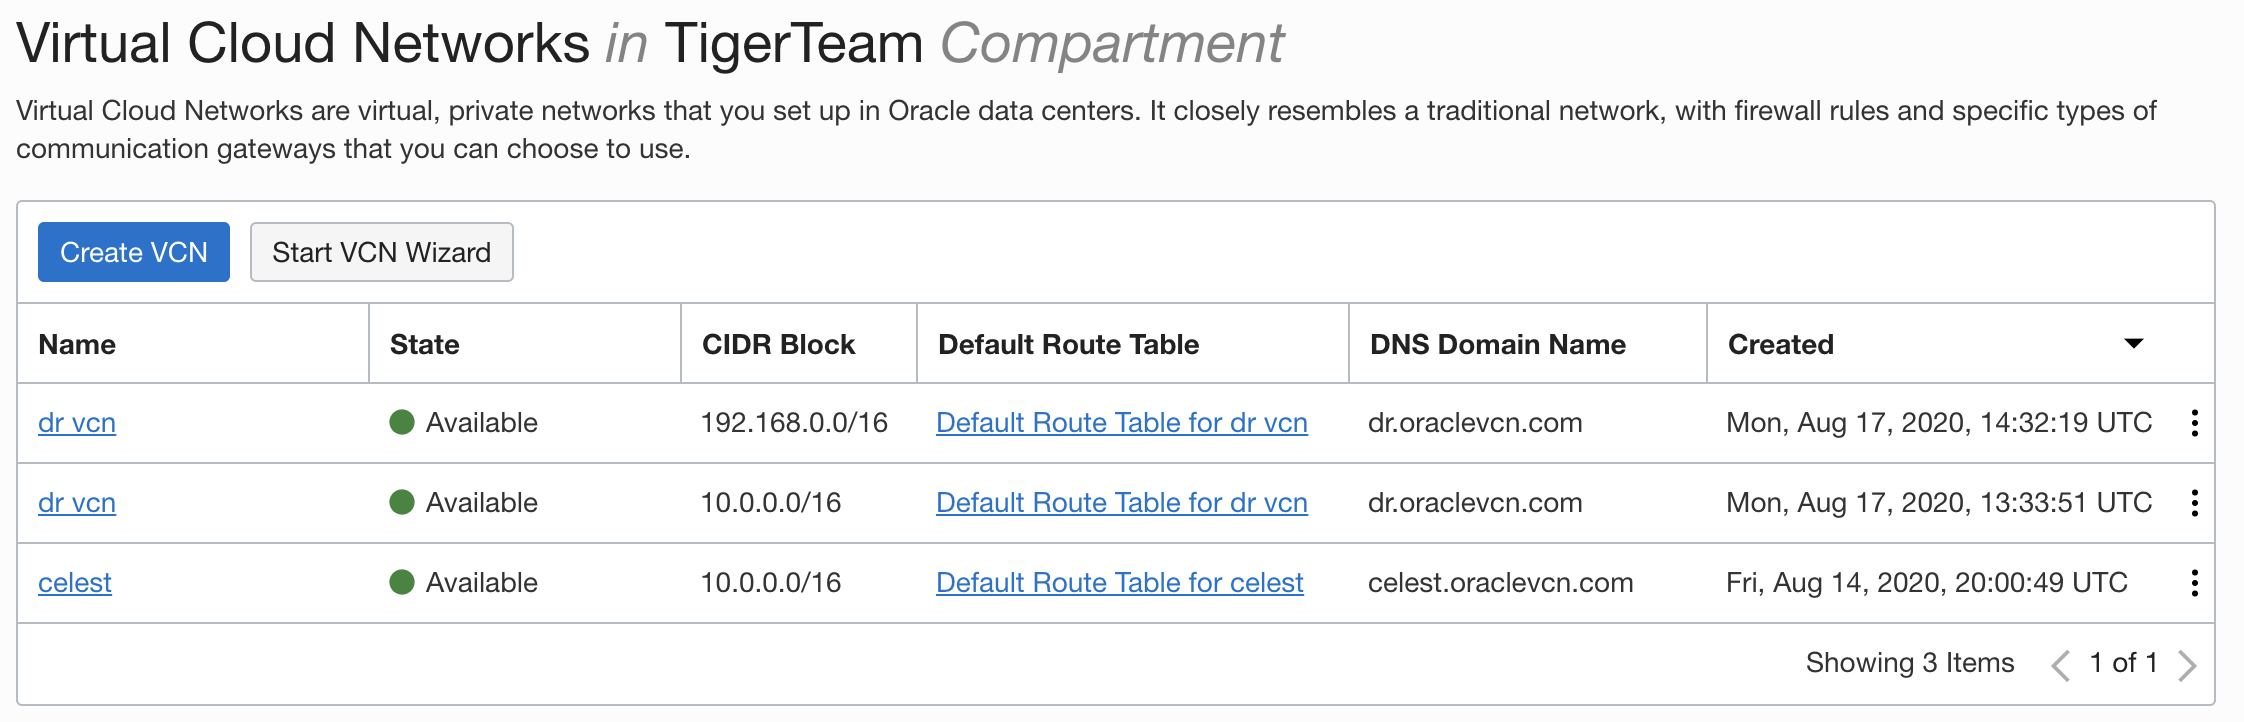 Virtual Cloud Networks in TigerTeam Compartment
Virtual Cloud Networks are virtual, private networks that you set up in Oracle data centers. It closely resembles a traditional network, with firewall rules and specific types of
communication gateways that you can choose to use.
Create VCN Start VCN Wizard
Name State CIDR Block Default Route Table DNS Domain Name Created
dr vcn Available 192.168.0.0/16 Default Route Table for dr vcn dr.oraclevcn.com Mon, Aug 17, 2020, 14:32:19 UTC
dr vcn Available 10.0.0.0/16 Default Route Table for dr vcn dr.oraclevcn.com Mon, Aug 17, 2020, 13:33:51 UTC
celest Available 10.0.0.0/16 Default Route Table for celest celest.oraclevcn.com Fri, Aug 14, 2020, 20:00:49 UTC
Showing 3 Items 1 of 1